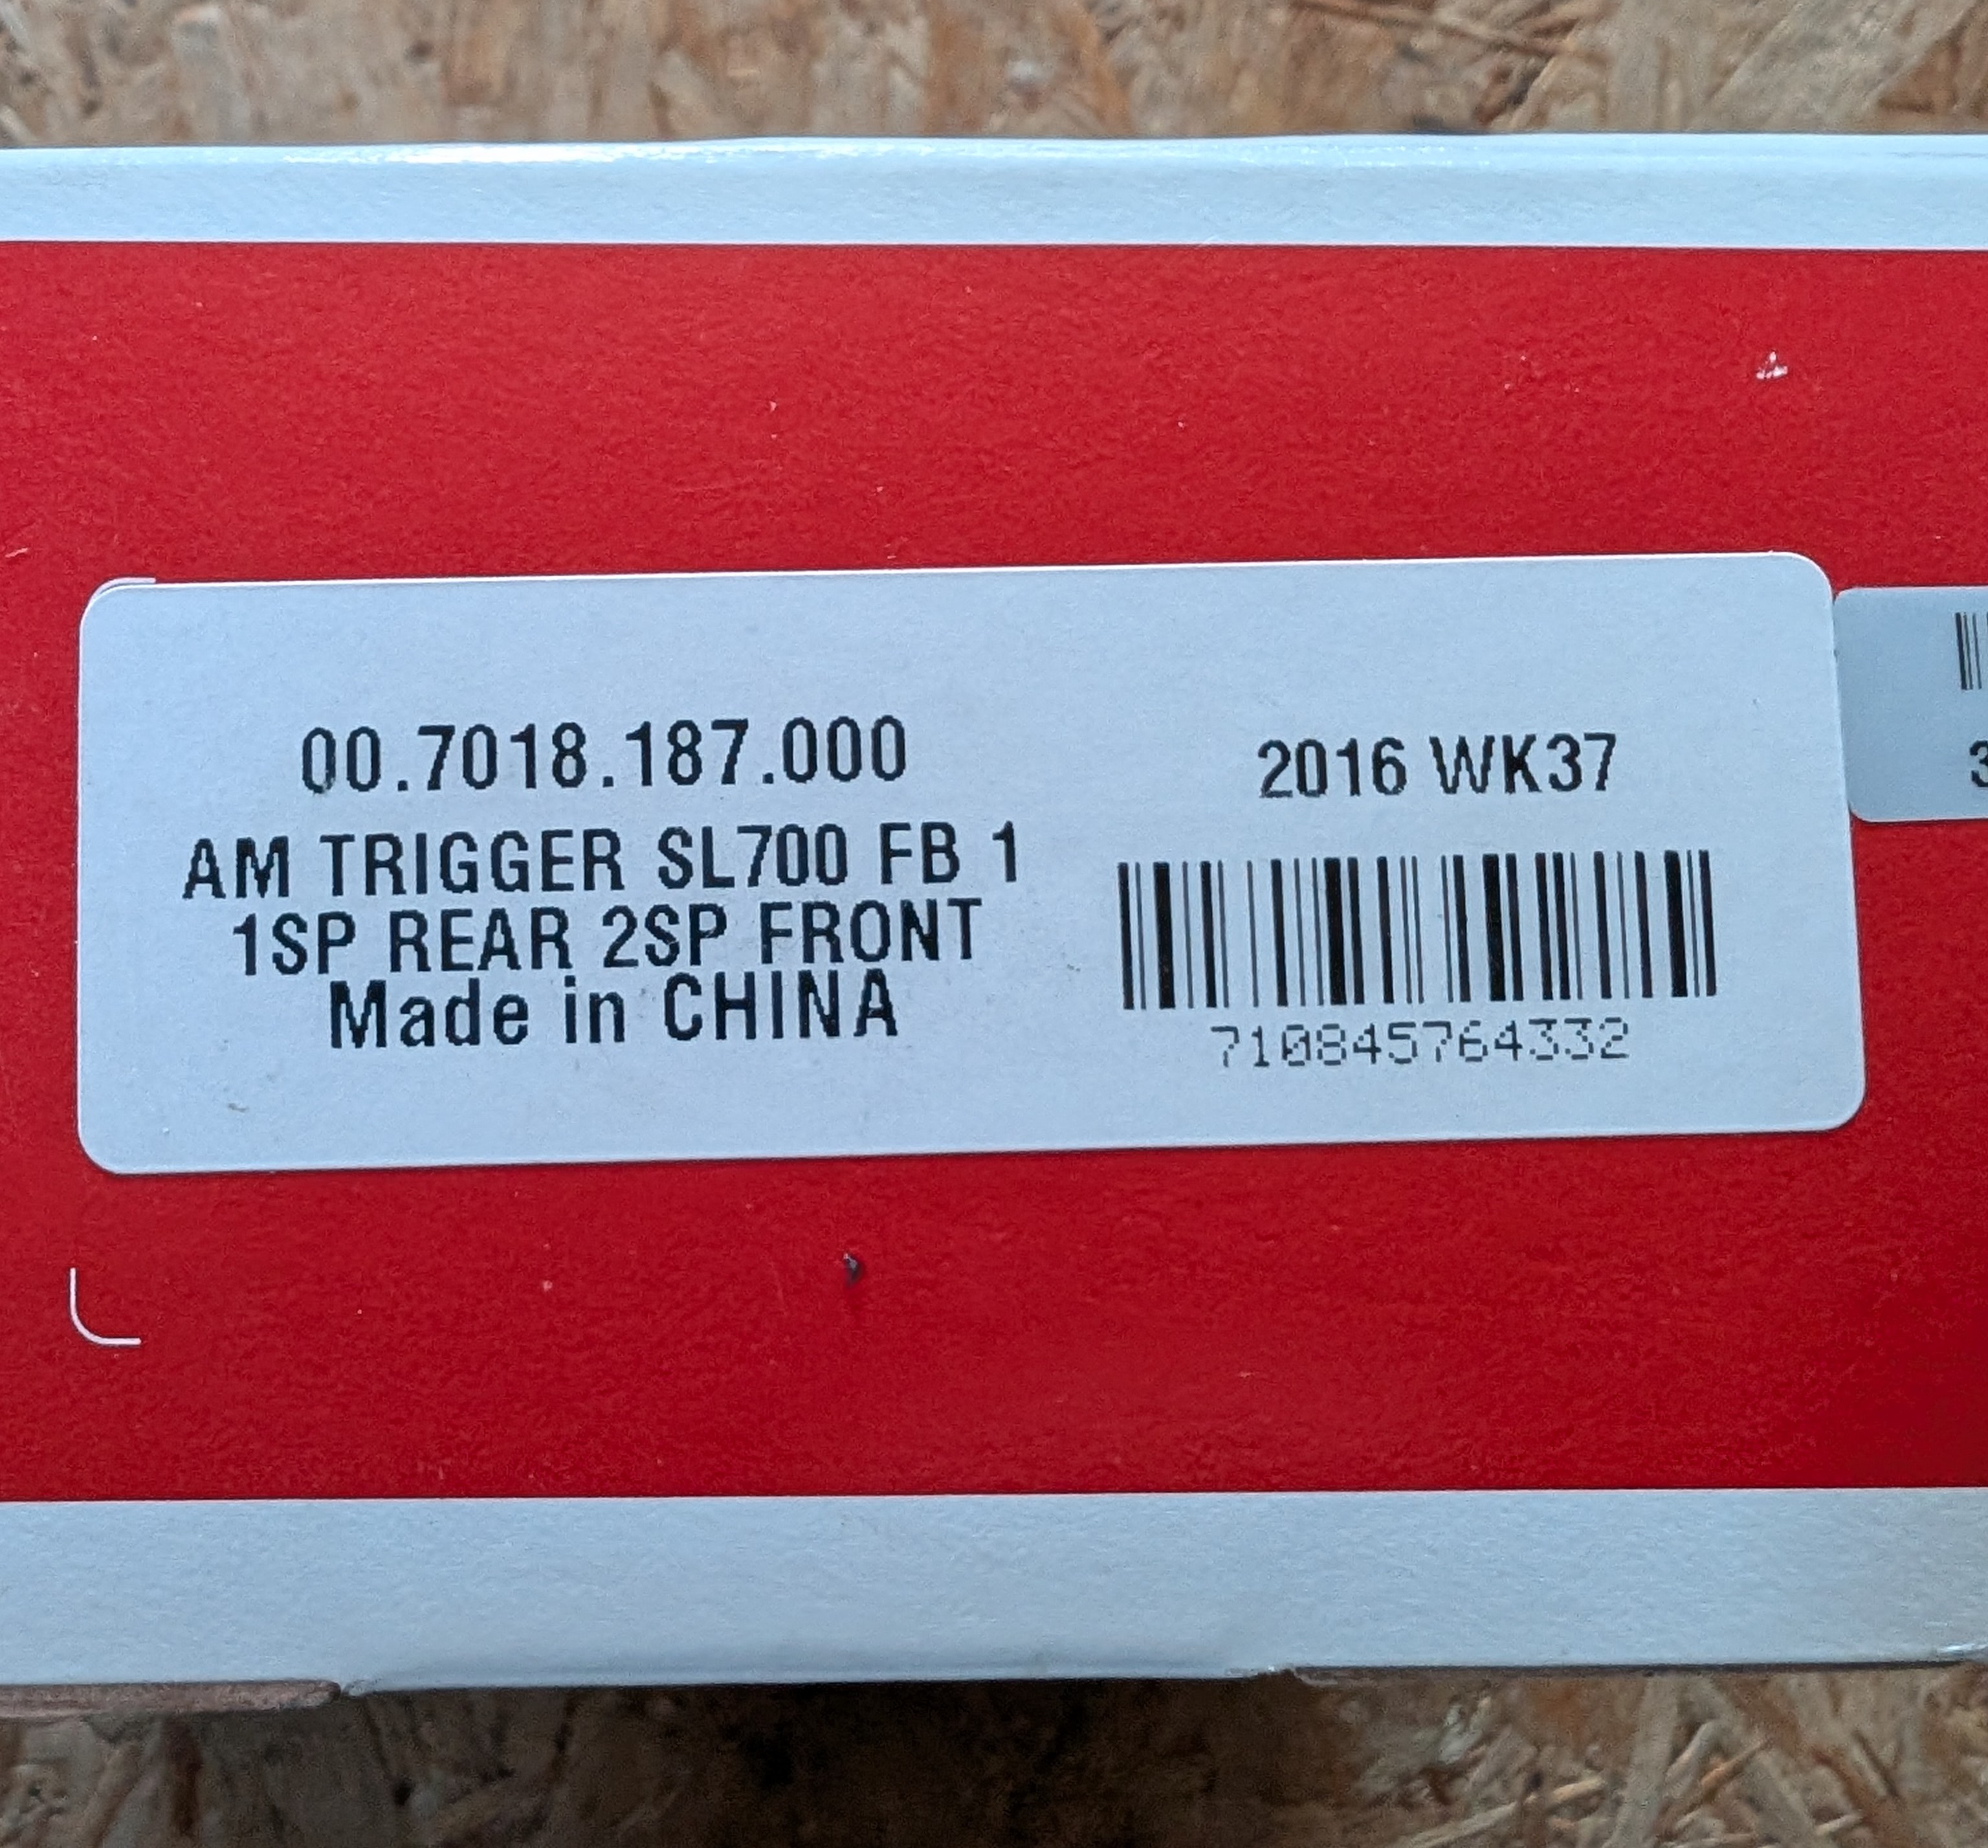 00.7018.187.000
AM TRIGGER SL700 FB 1
1SP REAR 2SP FRONT
Made in CHINA
2016 WK37
710845764332
3